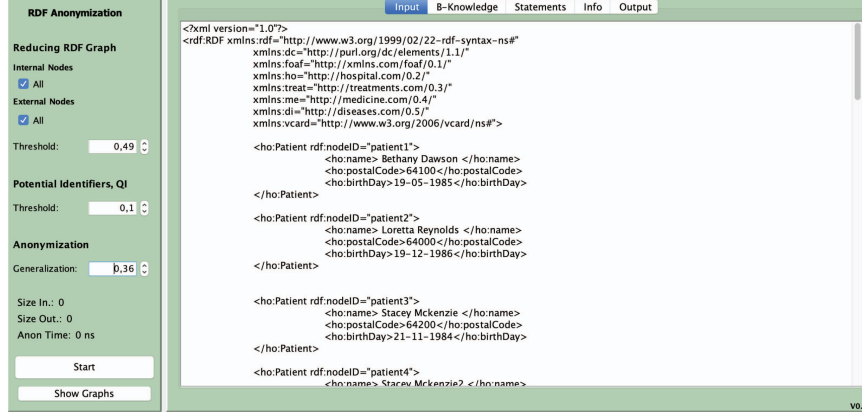 RDF Anonymization
Reducing RDF Graph
Internal Nodes
All
External Nodes
All
Threshold: 0,49
Potential Identifiers, QI
Threshold: 0,1
Anonymization
Generalization: 0,36
Size In.: 0
Size Out.: 0
Anon Time: 0 ns
Start
Show Graphs
Input B-Knowledge Statements Info Output
<?xml version="1.0"?>
<rdf:RDF xmlns:rdf="http://www.w3.org/1999/02/22-rdf-syntax-ns#"
xmlns:dc="http://purl.org/dc/elements/1.1/"
xmlns:foaf="http://xmlns.com/foaf/0.1/"
xmlns:ho="http://hospital.com/0.2/"
xmlns:treat="http://treatments.com/0.3/"
xmlns:me="http://medicine.com/0.4/"
xmlns:di="http://diseases.com/0.5/"
xmlns:vcard="http://www.w3.org/2006/vcard/ns#">
<ho:Patient rdf:nodeID="patient1">
<ho:name> Bethany Dawson </ho:name>
<ho:postalCode>64100</ho:postalCode>
<ho:birthDay>19-05-1985</ho:birthDay>
</ho:Patient>
<ho:Patient rdf:nodeID="patient2">
<ho:name> Loretta Reynolds </ho:name>
<ho:postalCode>64000</ho:postalCode>
<ho:birthDay>19-12-1986</ho:birthDay>
</ho:Patient>
<ho:Patient rdf:nodeID="patient3">
<ho:name> Stacey Mckenzie </ho:name>
<ho:postalCode>64200</ho:postalCode>
<ho:birthDay>21-11-1984</ho:birthDay>
</ho:Patient>
<ho:Patient rdf:nodeID="patient4">
<ho:name> Stacey Mckenzie2 </ho:name>
V0.